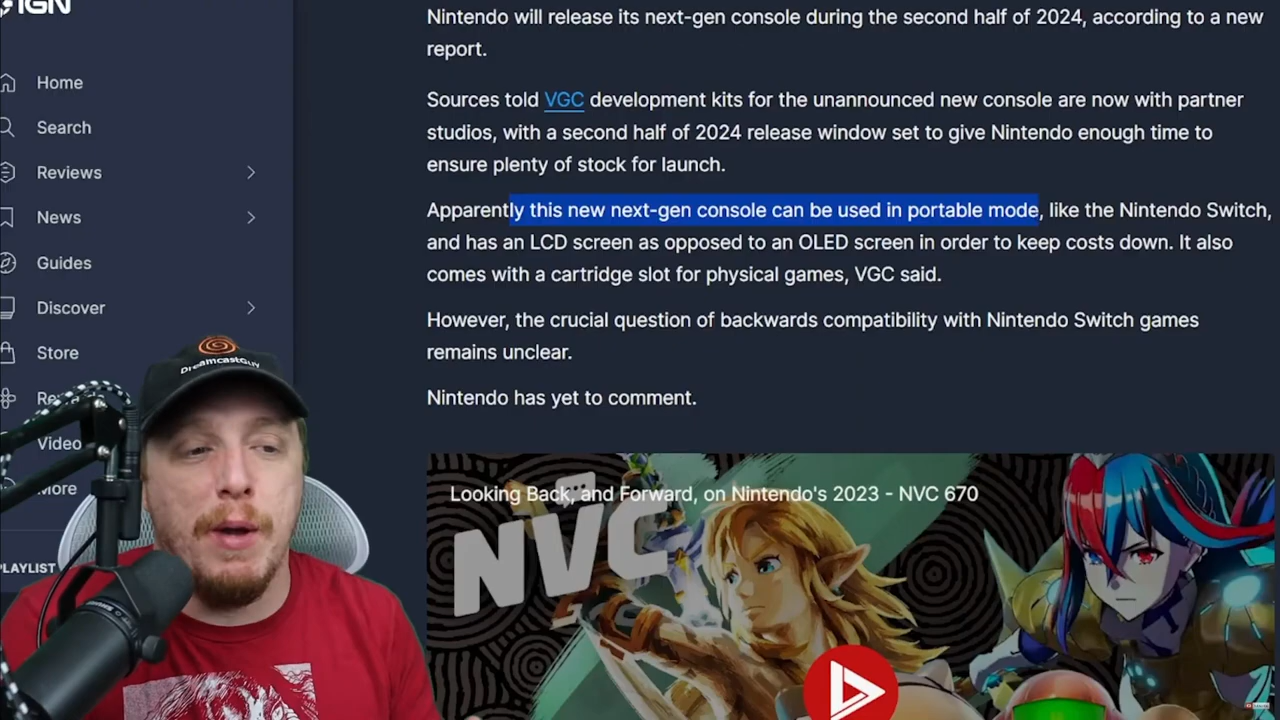 IGN
Nintendo will release its next-gen console during the second half of 2024, according to a new
report.
Home
Search
Reviews
News
Guides
Discover
Store
Video
More
PLAYLIST
Sources told VGC development kits for the unannounced new console are now with partner
studios, with a second half of 2024 release window set to give Nintendo enough time to
ensure plenty of stock for launch.
Apparently this new next-gen console can be used in portable mode, like the Nintendo Switch,
and has an LCD screen as opposed to an OLED screen in order to keep costs down. It also
comes with a cartridge slot for physical games, VGC said.
However, the crucial question of backwards compatibility with Nintendo Switch games
remains unclear.
Nintendo has yet to comment.
DreamcastGuy
Looking Back, and Forward, on Nintendo's 2023 - NVC 670
NVC